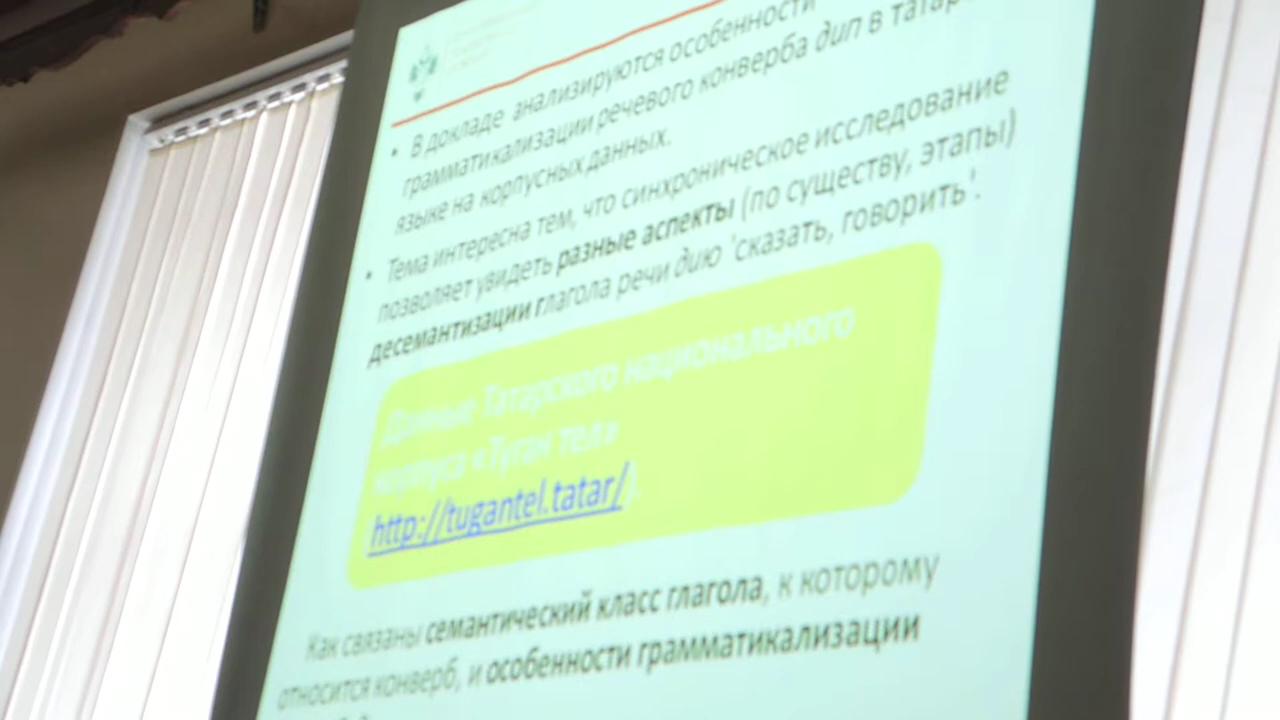 • В докладе анализируются особенности
грамматикализации речевого конверба дип в татар
языке на корпусных данных.
• Тема интересна тем, что синхроническое исследование
позволяет увидеть разные аспекты (по существу, этапы)
десемантизации глагола речи дию 'сказать, говорить'.
Данные Татарского национального
корпуса «Туган тел»
http://tugantel.tatar/).
Как связаны семантический класс глагола, к которому
относится конверб, и особенности грамматикализации